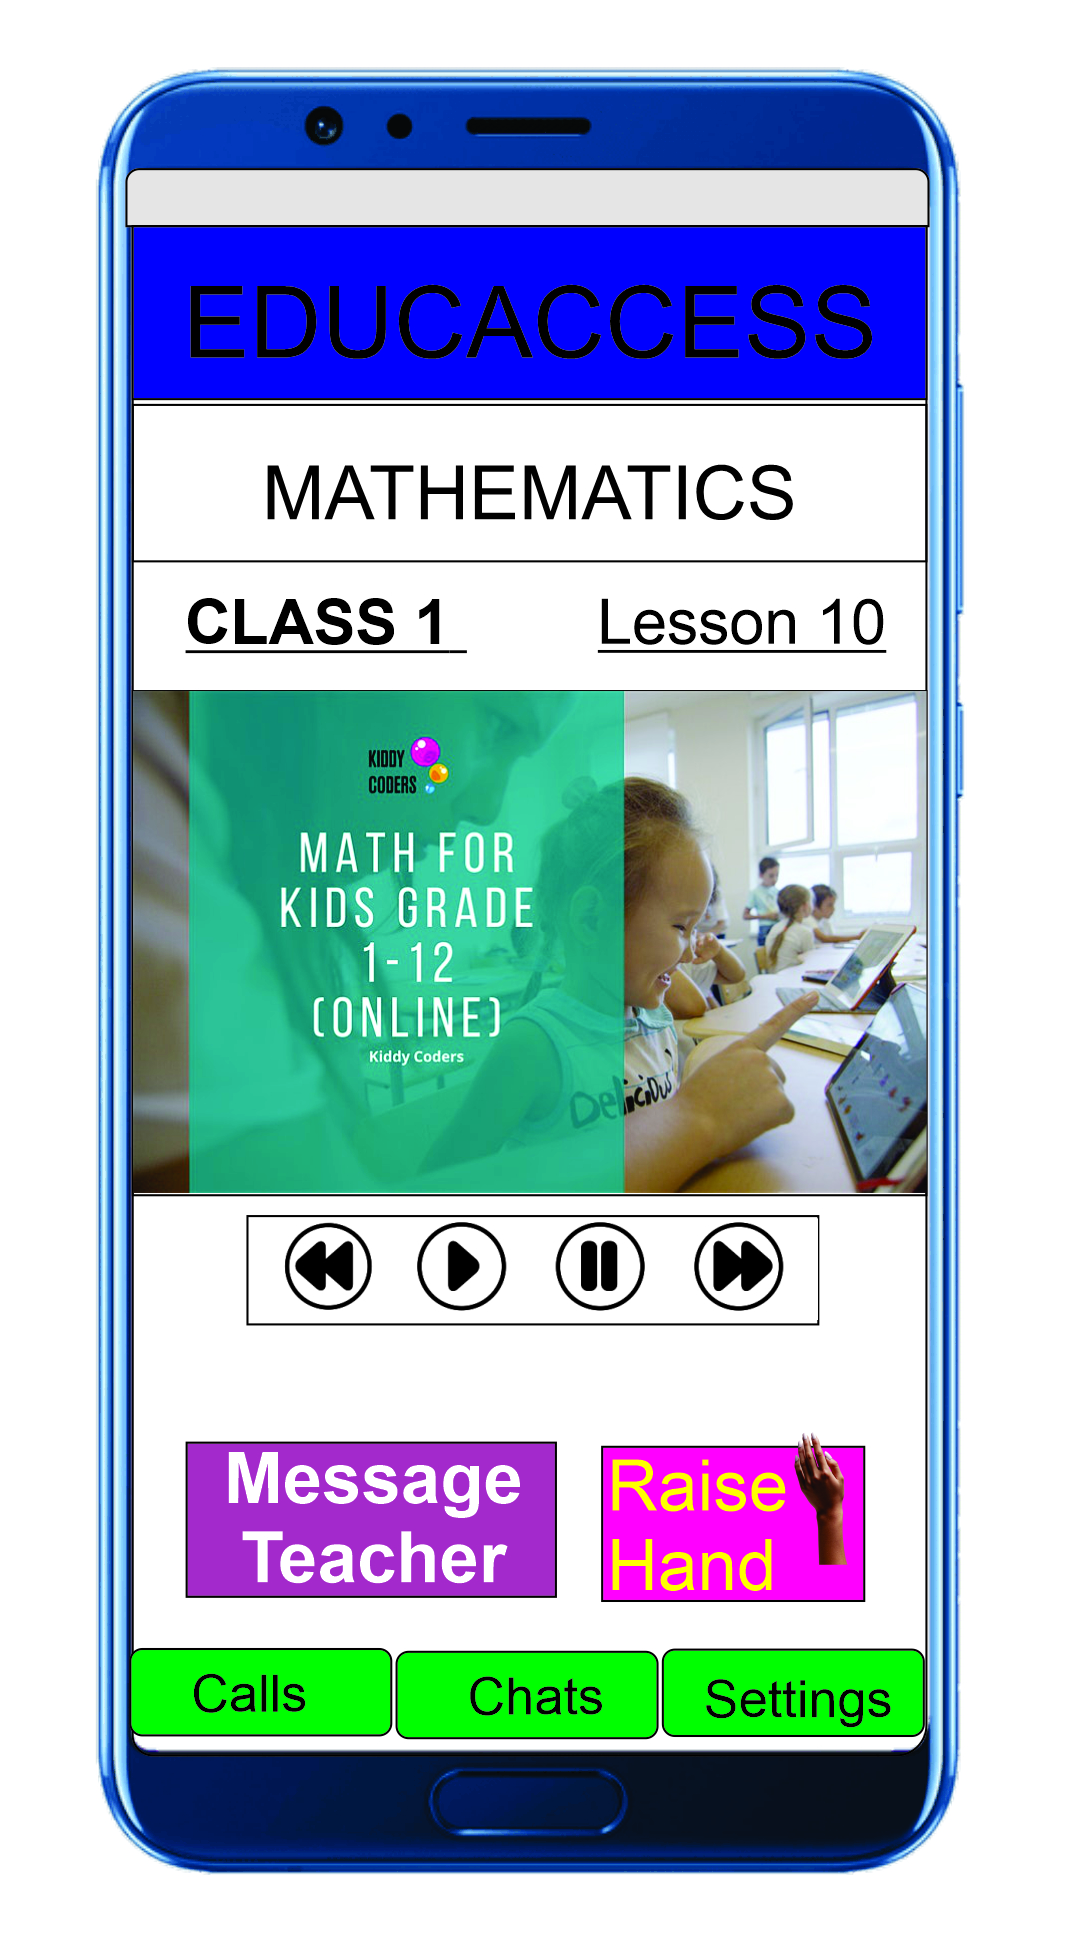 EDUCACCESS
MATHEMATICS
CLASS 1 Lesson 10
KIDDY
CODERS
MATH FOR
KIDS GRADE
1-12
(ONLINE)
Kiddy Coders
Delicious
Message
Teacher
Raise
Hand
Calls Chats Settings